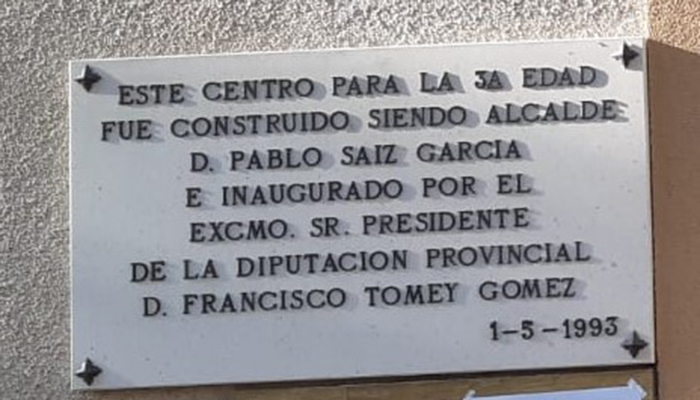 ESTE CENTRO PARA LA 3A EDAD
FUE CONSTRUIDO SIENDO ALCALDE
D. PABLO SAIZ GARCIA
E INAUGURADO POR EL
EXCMO. SR. PRESIDENTE
DE LA DIPUTACION PROVINCIAL
D. FRANCISCO TOMEY GOMEZ
1-5-1993